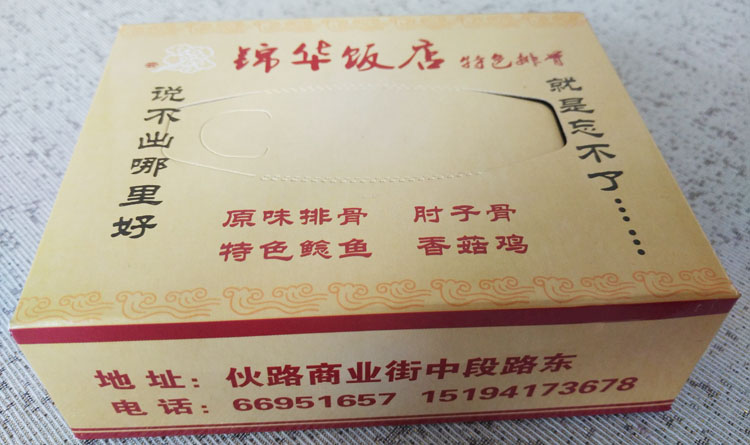 锦华饭店 特色排骨
说不出哪里好
就是忘不了……
原味排骨 肘子骨
特色鲶鱼 香菇鸡
地址：伙路商业街中段路东
电话：66951657 15194173678